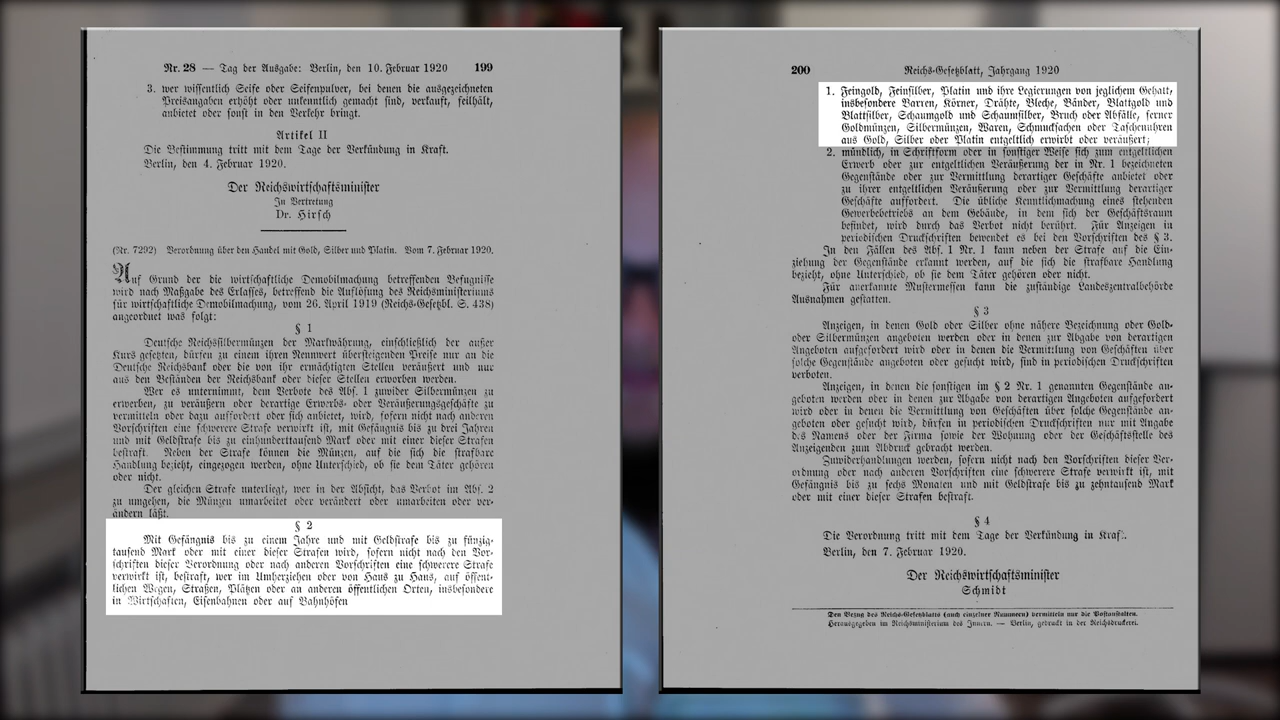 Nr. 28 — Tag der Ausgabe: Berlin, den 10. Februar 1920 199
3. wer wissentlich Seife oder Seifenpulver, bei denen die ausgezeichneten
Preisangaben erhöht oder unkenntlich gemacht sind, verkauft, feilhält,
anbietet oder sonst in den Verkehr bringt.
Artikel II
Die Bestimmung tritt mit dem Tage der Verkündung in Kraft.
Berlin, den 4. Februar 1920.
Der Reichswirtschaftsminister
In Vertretung
Dr. Hirsch
(Nr. 7292) Verordnung über den Handel mit Gold, Silber und Platin. Vom 7. Februar 1920.
Auf Grund der die wirtschaftliche Demobilmachung betreffenden Befugnisse
wird nach Maßgabe des Erlasses, betreffend die Auflösung des Reichsministeriums
für wirtschaftliche Demobilmachung, vom 26. April 1919 (Reichs-Gesetzbl. S. 438)
angeordnet was folgt:
§ 1
Deutsche Reichssilbermünzen der Markwährung, einschließlich der außer
Kurs gesetzten, dürfen zu einem ihren Nennwert übersteigenden Preise nur an die
Deutsche Reichsbank oder die von ihr ermächtigten Stellen veräußert und nur
aus den Beständen der Reichsbank oder dieser Stellen erworben werden.
Wer es unternimmt, dem Verbote des Abs. 1 zuwider Silbermünzen zu
erwerben, zu veräußern oder derartige Erwerbs- oder Veräußerungsgeschäfte zu
vermitteln oder dazu auffordert oder sich anbietet, wird, sofern nicht nach anderen
Vorschriften eine schwerere Strafe verwirkt ist, mit Gefängnis bis zu drei Jahren
und mit Geldstrafe bis zu einhunderttausend Mark oder mit einer dieser Strafen
bestraft. Neben der Strafe können die Münzen, auf die sich die strafbare
Handlung bezieht, eingezogen werden, ohne Unterschied, ob sie dem Täter gehören
oder nicht.
Der gleichen Strafe unterliegt, wer in der Absicht, das Verbot im Abs. 2
zu umgehen, die Münzen umarbeitet oder verändert oder umarbeiten oder ver-
ändern läßt.
§ 2
Mit Gefängnis bis zu einem Jahre und mit Geldstrafe bis zu fünzig-
tausend Mark oder mit einer dieser Strafen wird, sofern nicht nach den Vor-
schriften dieser Verordnung oder nach anderen Vorschriften eine schwerere Strafe
verwirkt ist, bestraft, wer im Umherziehen oder von Haus zu Haus, auf öffent-
lichen Wegen, Straßen, Plätzen oder an anderen öffentlichen Orten, insbesondere
in Wirtschaften, Eisenbahnen oder auf Bahnhöfen
200 Reichs-Gesetzblatt, Jahrgang 1920
1. Feingold, Feinsilber, Platin und ihre Legierungen von jeglichem Gehalt,
insbesondere Barren, Körner, Drähte, Bleche, Bänder, Blattgold und
Blattsilber, Schaumgold und Schaumsilber, Bruch oder Abfälle, ferner
Goldmünzen, Silbermünzen, Waren, Schmucksachen oder Taschenuhren
aus Gold, Silber oder Platin entgeltlich erwirbt oder veräußert;
2. mündlich, in Schriftform oder in sonstiger Weise sich zum entgeltlichen
Erwerb oder zur entgeltlichen Veräußerung der in Nr. 1 bezeichneten
Gegenstände oder zur Vermittlung derartiger Geschäfte anbietet oder
zu ihrer entgeltlichen Veräußerung oder zur Vermittlung derartiger
Geschäfte auffordert. Die übliche Kenntlichmachung eines stehenden
Gewerbebetriebs an dem Gebäude, in dem sich der Geschäftsraum
befindet, wird durch das Verbot nicht berührt. Für Anzeigen in
periodischen Druckschriften bewendet es bei den Vorschriften des § 3.
In den Fällen des Abs. 1 Nr. 1 kann neben der Strafe auf die Ein-
ziehung der Gegenstände erkannt werden, auf die sich die strafbare Handlung
bezieht, ohne Unterschied, ob sie dem Täter gehören oder nicht.
Für anerkannte Mustermessen kann die zuständige Landeszentralbehörde
Ausnahmen gestatten.
§ 3
Anzeigen, in denen Gold oder Silber ohne nähere Bezeichnung oder Gold-
oder Silbermünzen angeboten werden oder in denen zur Abgabe von derartigen
Angeboten aufgefordert wird oder in denen die Vermittlung von Geschäften über
solche Gegenstände angeboten oder gesucht wird, sind in periodischen Druckschriften
verboten.
Anzeigen, in denen die sonstigen im § 2 Nr. 1 genannten Gegenstände an-
geboten werden oder in denen zur Abgabe von derartigen Angeboten aufgefordert
wird oder in denen die Vermittlung von Geschäften über solche Gegenstände an-
geboten oder gesucht wird, dürfen in periodischen Druckschriften nur mit Angabe
des Namens oder der Firma sowie der Wohnung oder der Geschäftsstelle des
Anzeigenden zum Abdruck gebracht werden.
Zuwiderhandlungen werden, sofern nicht nach den Vorschriften dieser Ver-
ordnung oder nach anderen Vorschriften eine schwerere Strafe verwirkt ist, mit
Gefängnis bis zu sechs Monaten und mit Geldstrafe bis zu zehntausend Mark
oder mit einer dieser Strafen bestraft.
§ 4
Die Verordnung tritt mit dem Tage der Verkündung in Kraft.
Berlin, den 7. Februar 1920.
Der Reichswirtschaftsminister
Schmidt
Den Bezug des Reichs-Gesetzblatts (auch einzelner Nummern) vermitteln nur die Postanstalten.
Herausgegeben im Reichsministerium des Innern. — Berlin, gedruckt in der Reichsdruckerei.